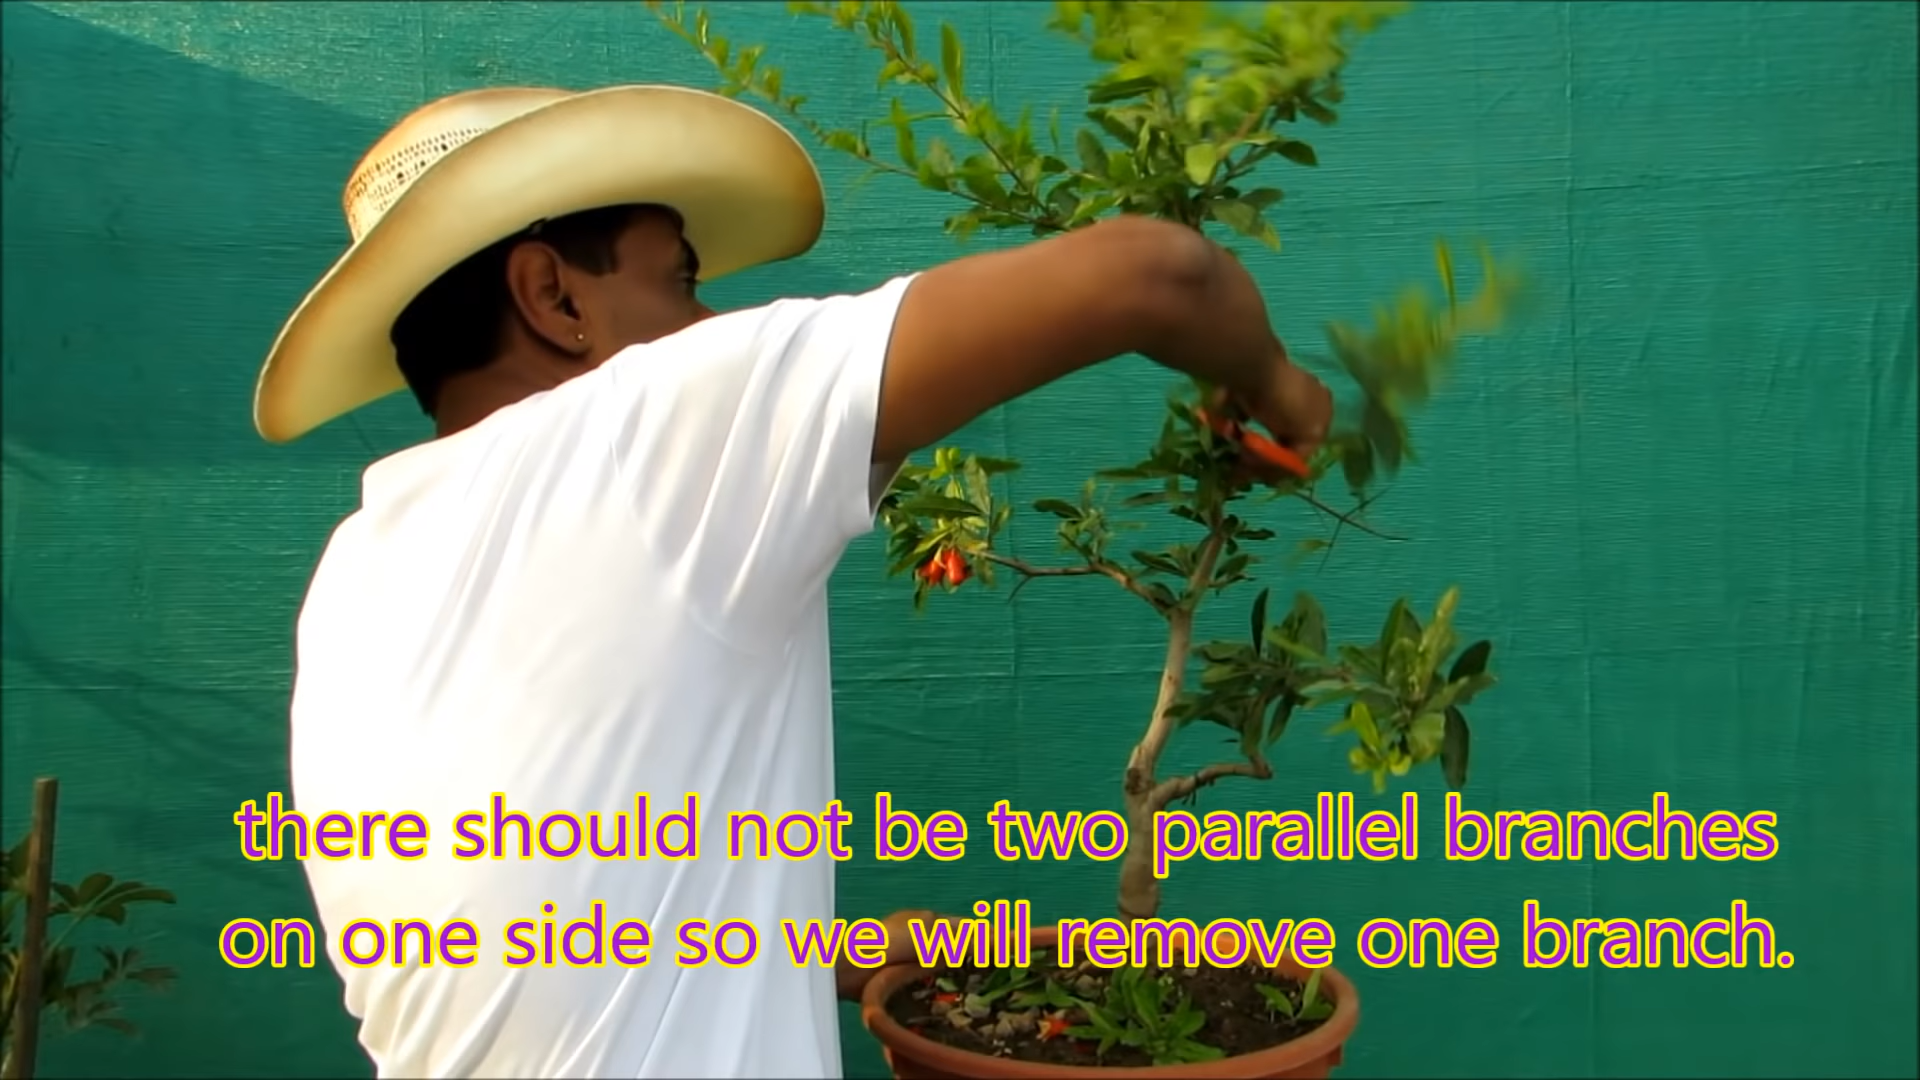 there should not be two parallel branches
on one side so we will remove one branch.